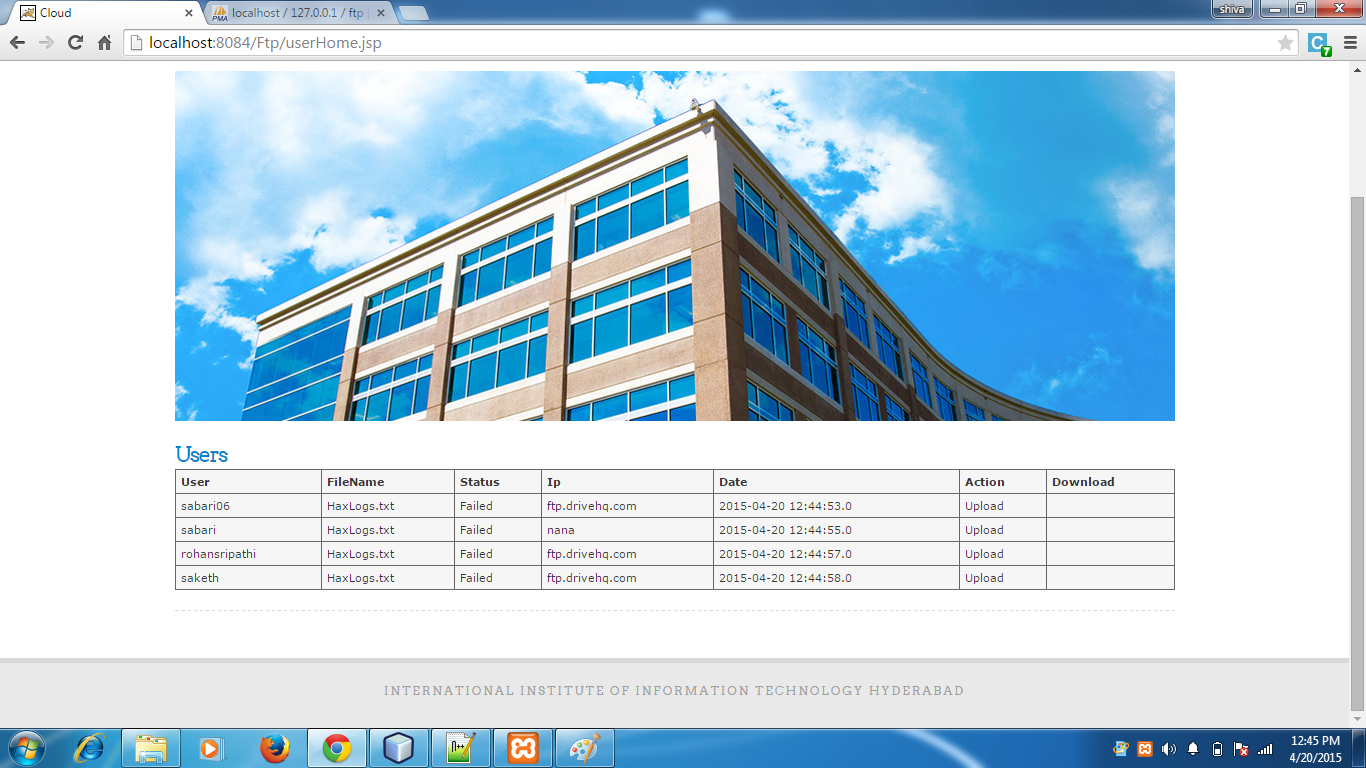 Cloud
localhost / 127.0.0.1 / ftp
shiva
localhost:8084/Ftp/userHome.jsp
C 7
Users
User FileName Status Ip Date Action Download
sabari06 HaxLogs.txt Failed ftp.drivehq.com 2015-04-20 12:44:53.0 Upload
sabari HaxLogs.txt Failed nana 2015-04-20 12:44:55.0 Upload
rohansripathi HaxLogs.txt Failed ftp.drivehq.com 2015-04-20 12:44:57.0 Upload
saketh HaxLogs.txt Failed ftp.drivehq.com 2015-04-20 12:44:58.0 Upload
INTERNATIONAL INSTITUTE OF INFORMATION TECHNOLOGY HYDERABAD
12:45 PM
4/20/2015